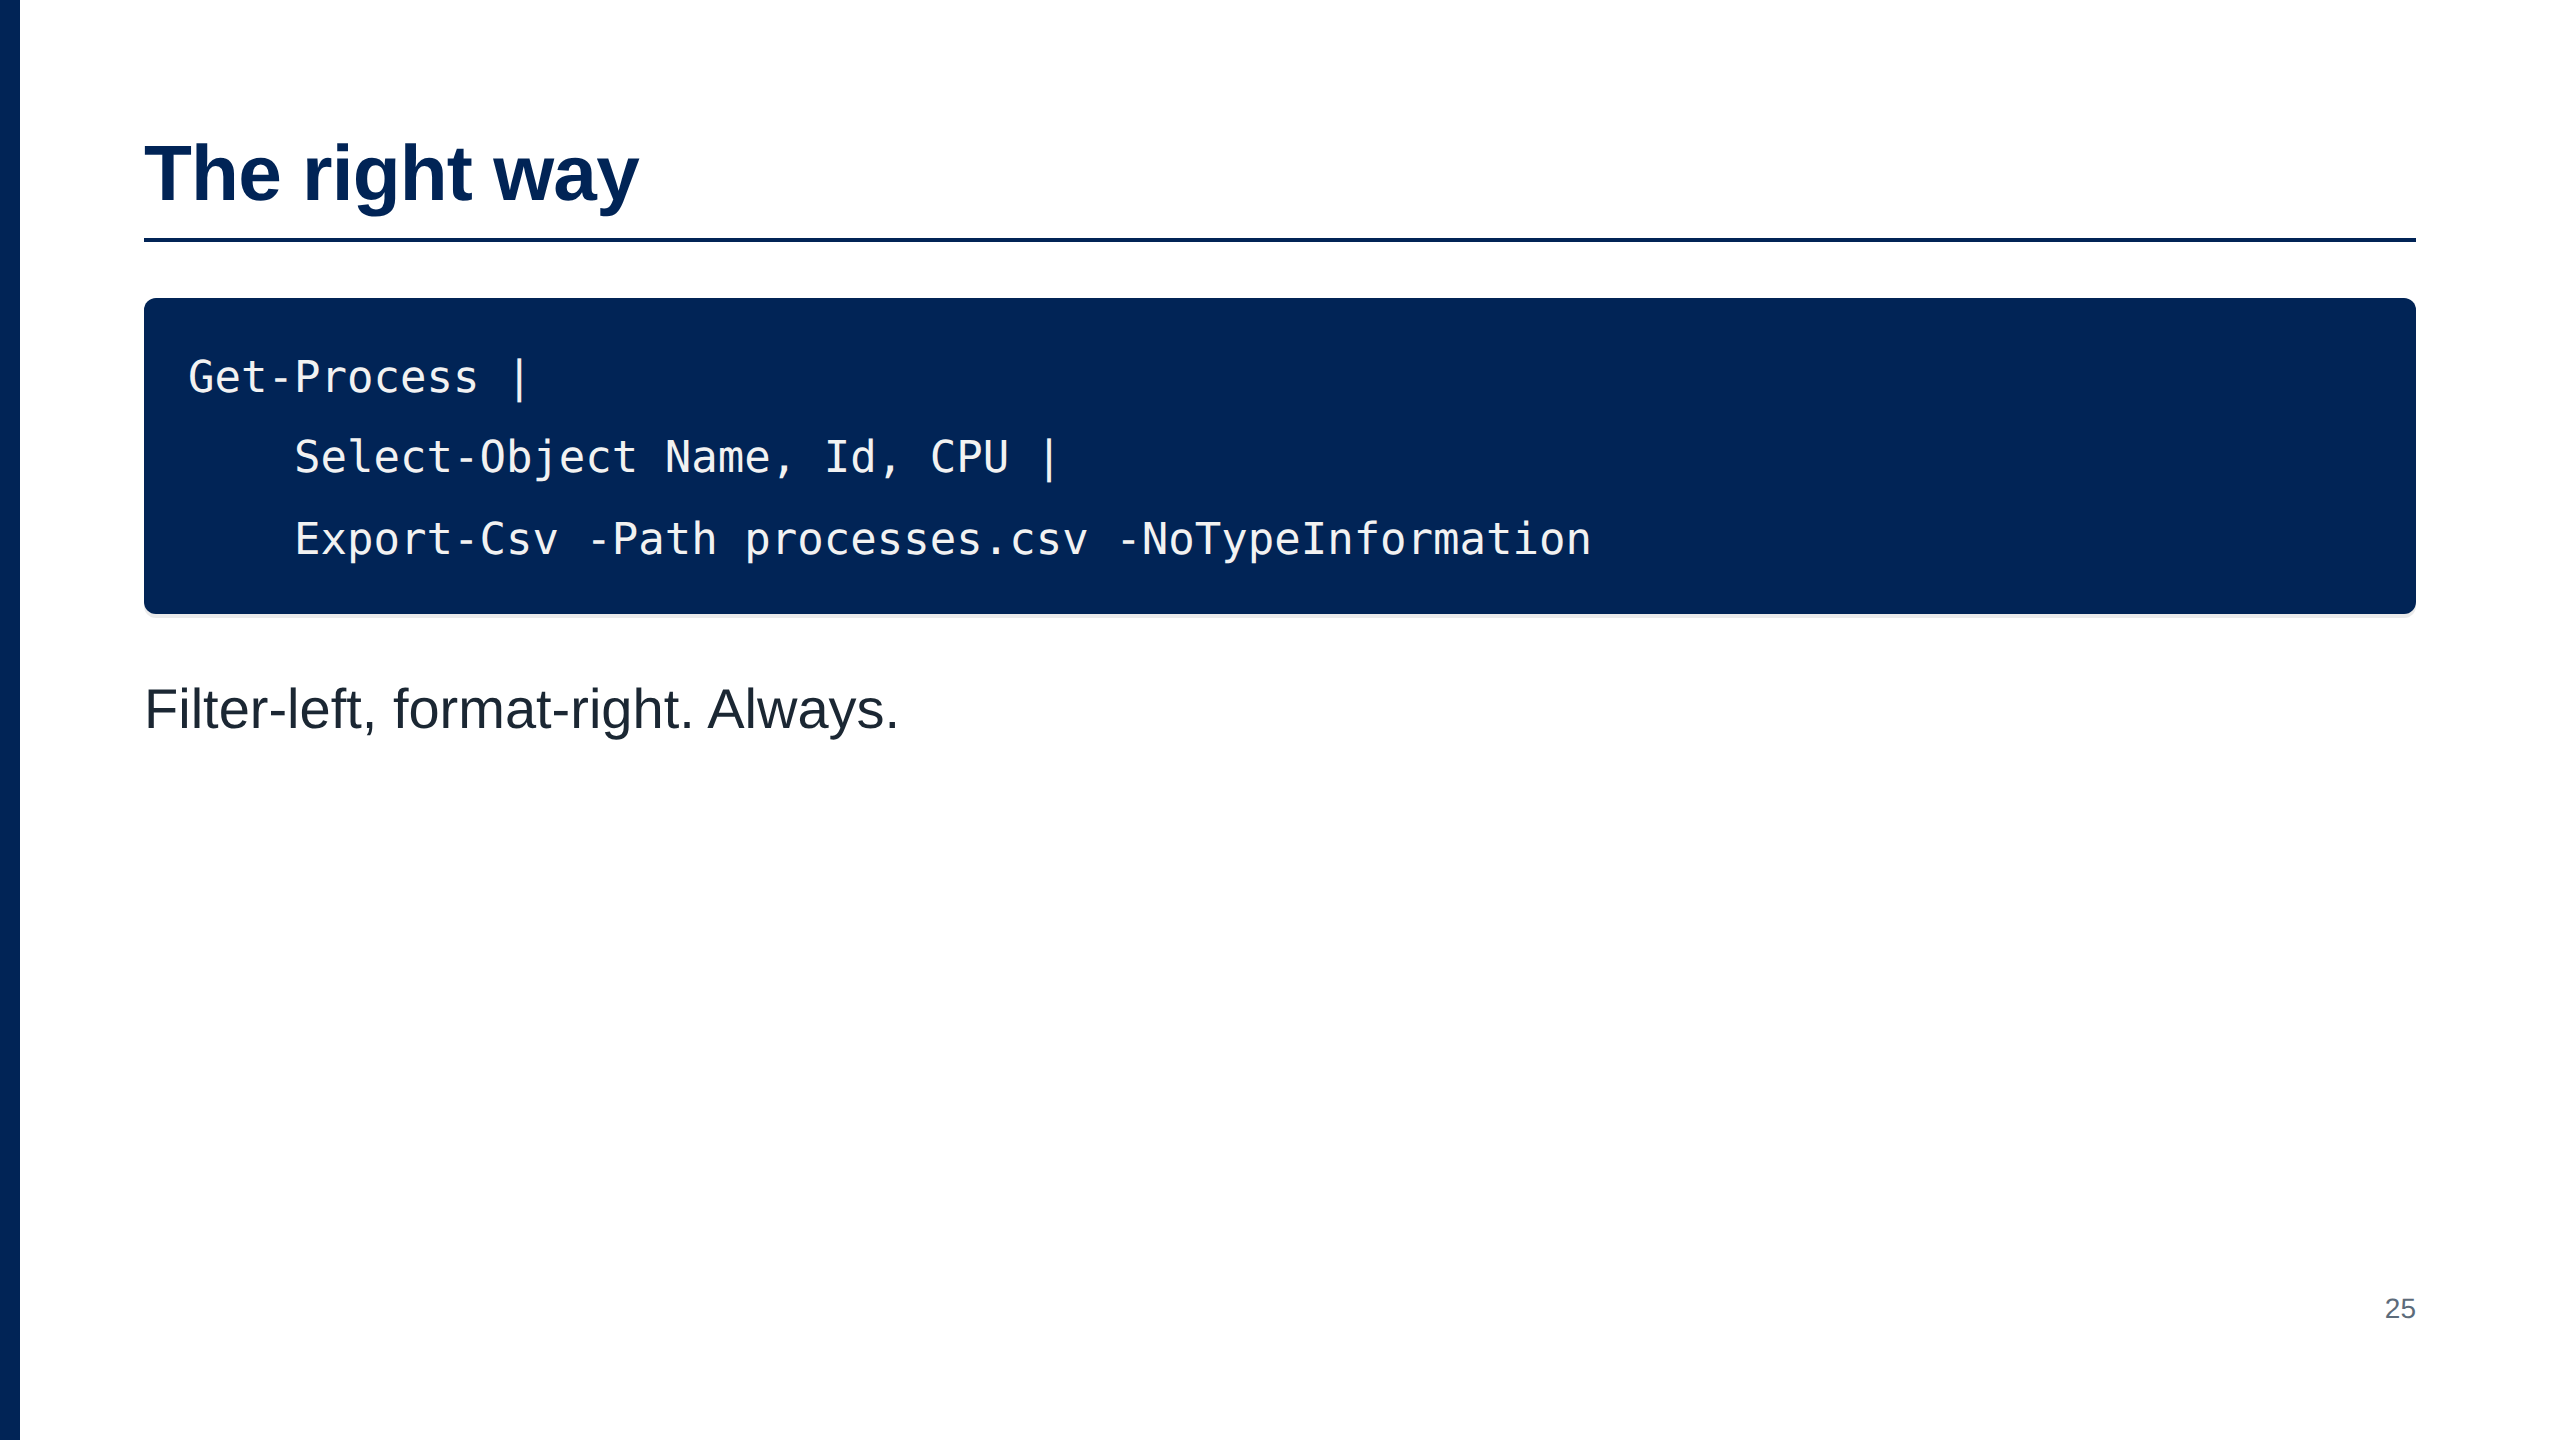 The right way
Get-Process |
    Select-Object Name, Id, CPU |
    Export-Csv -Path processes.csv -NoTypeInformation
Filter-left, format-right. Always.
25